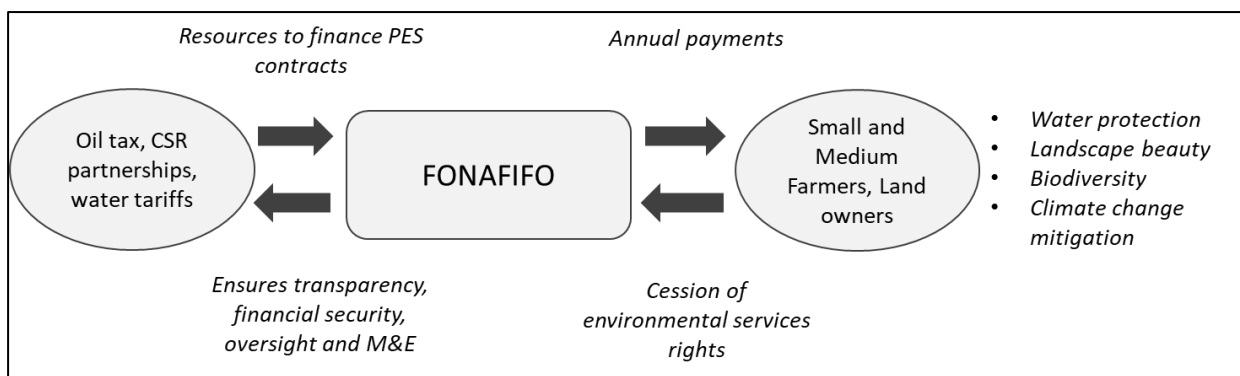 Resources to finance PES
contracts
Annual payments
Oil tax, CSR
partnerships,
water tariffs
FONAFIFO
Small and
Medium
Farmers, Land
owners
• Water protection
• Landscape beauty
• Biodiversity
• Climate change
mitigation
Ensures transparency,
financial security,
oversight and M&E
Cession of
environmental services
rights